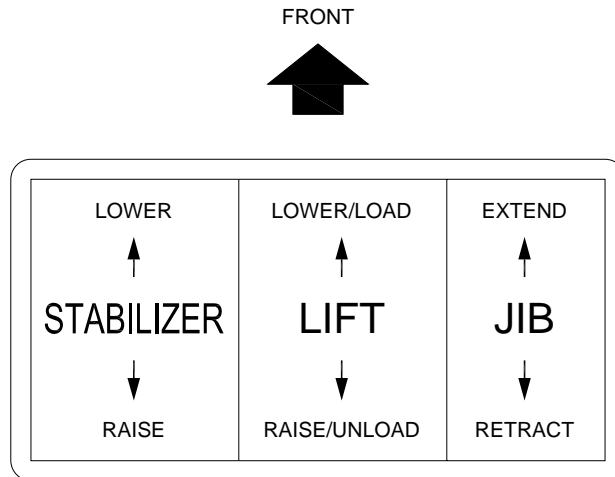 FRONT
LOWER LOWER/LOAD EXTEND
STABILIZER LIFT JIB
RAISE RAISE/UNLOAD RETRACT